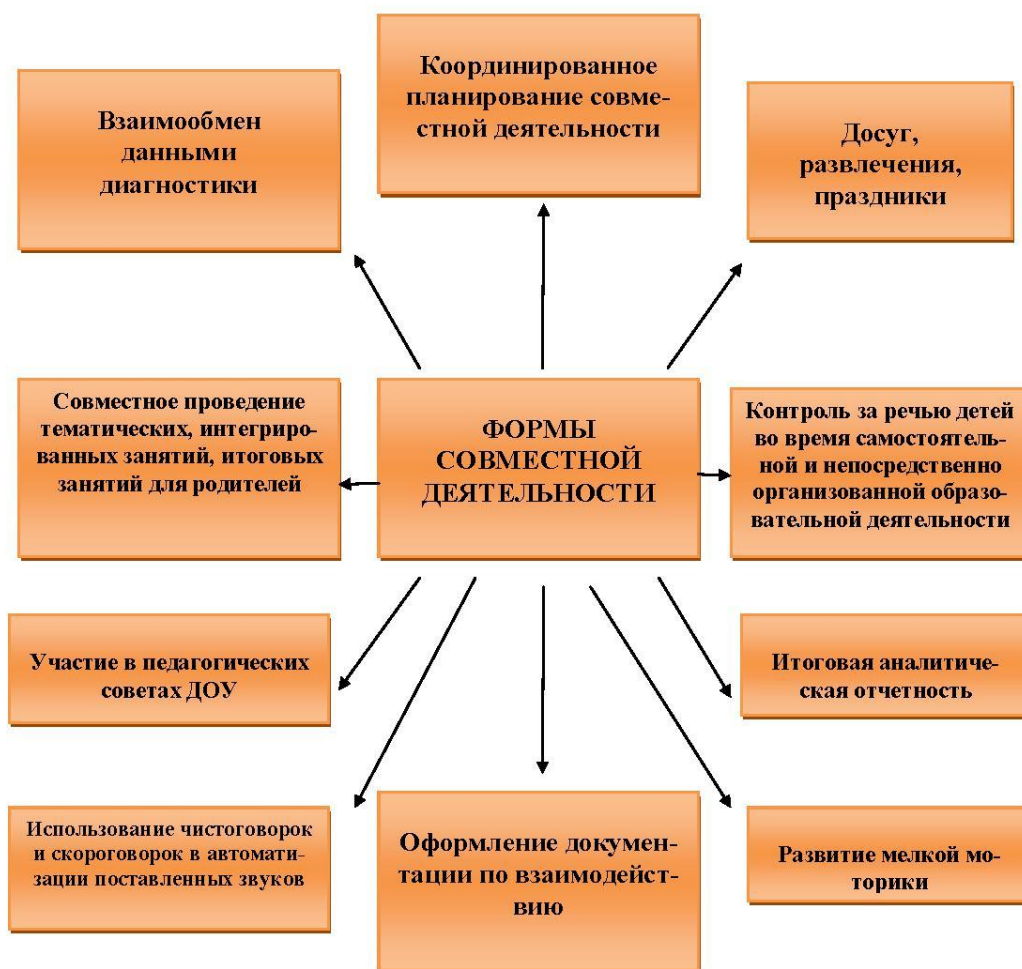 Взаимообмен
данными
диагностики
Координированное
планирование совме-
стной деятельности
Досуг,
развлечения,
праздники
Совместное проведение
тематических, интегриро-
ванных занятий, итоговых
занятий для родителей
ФОРМЫ
СОВМЕСТНОЙ
ДЕЯТЕЛЬНОСТИ
Контроль за речью детей
во время самостоятель-
ной и непосредственно
организованной образо-
вательной деятельности
Участие в педагогических
советах ДОУ
Итоговая аналитиче-
ская отчетность
Использование чистоговорок
и скороговорок в автомати-
зации поставленных звуков
Оформление докумен-
тации по взаимодейст-
вию
Развитие мелкой мо-
торики